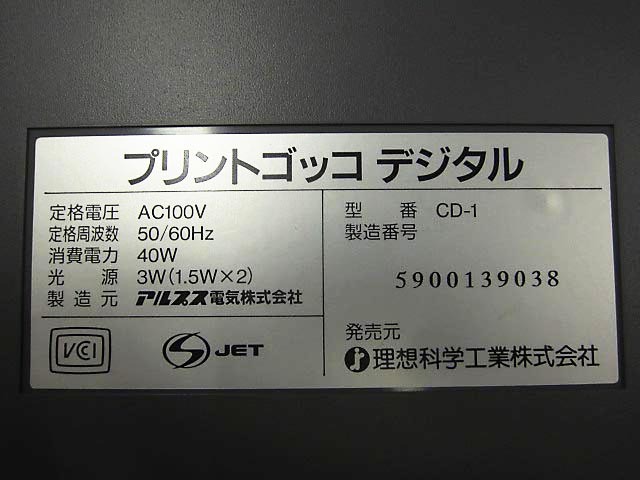 プリントゴッコ デジタル
定格電圧 AC100V
定格周波数 50/60Hz
消費電力 40W
光源 3W(1.5W×2)
製造元 アルプス電気株式会社
VCI
S JET
型番 CD-1
製造番号
5900139038
発売元
理想科学工業株式会社